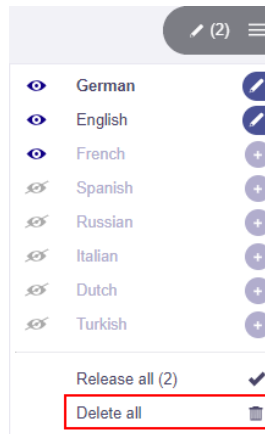 (2)
German
English
French
Spanish
Russian
Italian
Dutch
Turkish
Release all (2)
Delete all